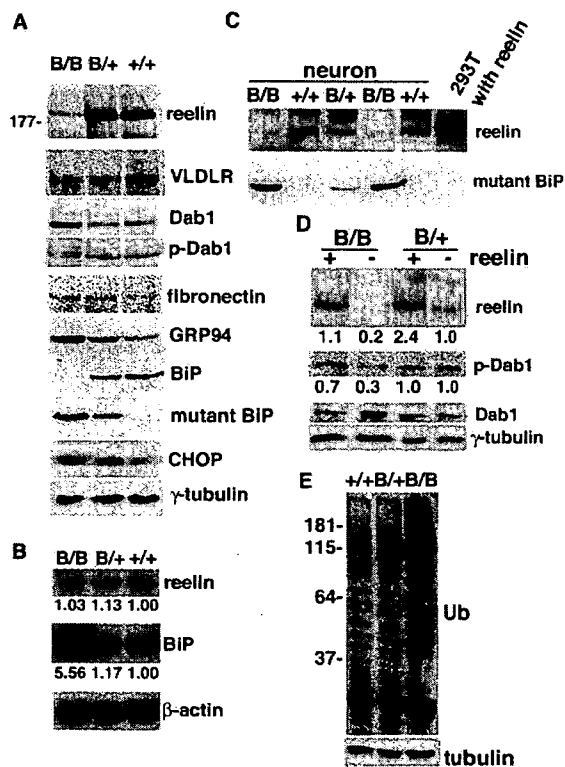 A
B/B B/+ +/+
177-
reelin
VLDLR
Dab1
p-Dab1
fibronectin
GRP94
BiP
mutant BiP
CHOP
γ-tubulin
B
B/B B/+ +/+
reelin
1.03 1.13 1.00
BiP
5.56 1.17 1.00
β-actin
C
neuron
B/B +/+ B/+ B/B +/+
293T with reelin
reelin
mutant BiP
D
B/B B/+
+ - + - reelin
reelin
1.1 0.2 2.4 1.0
p-Dab1
0.7 0.3 1.0 1.0
Dab1
γ-tubulin
E
+/+ B/+ B/B
181-
115-
64-
37-
Ub
tubulin